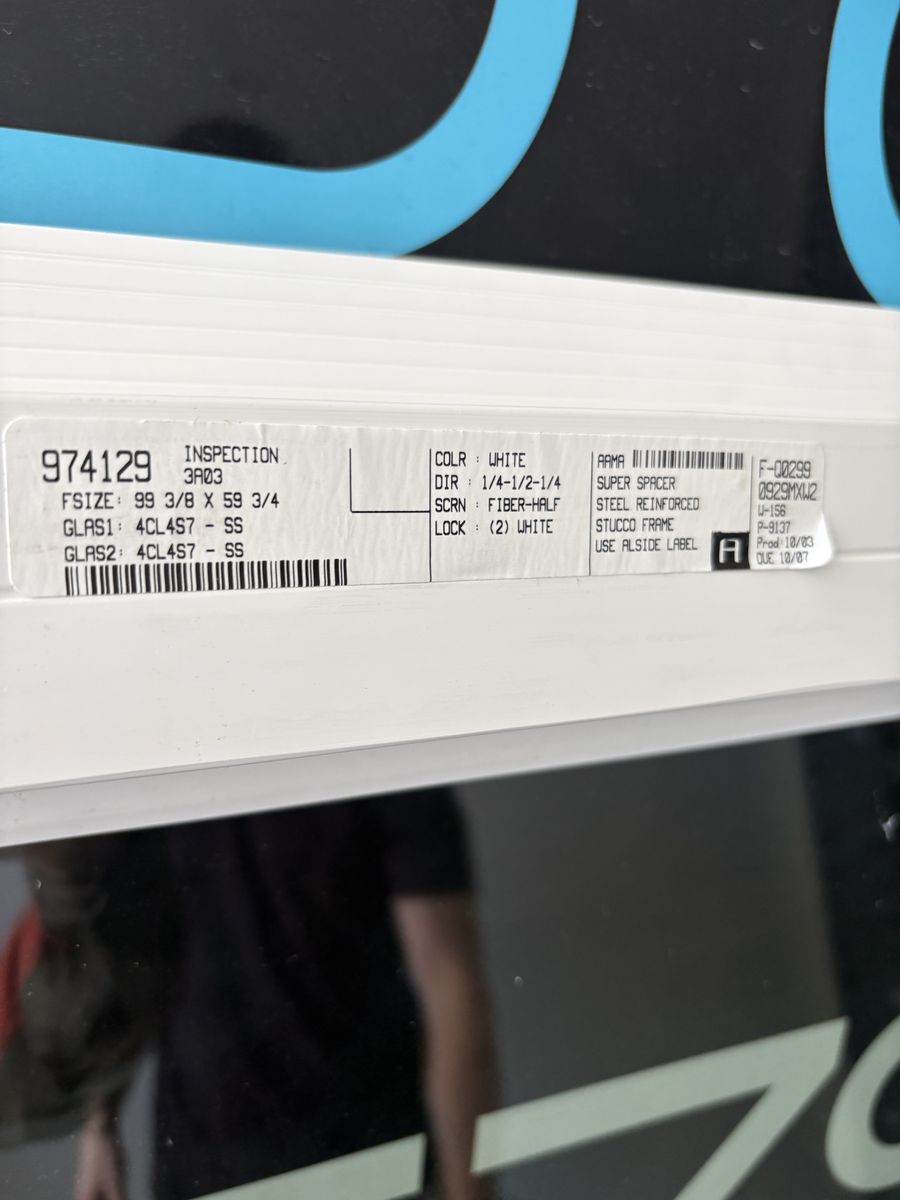 974129
INSPECTION
3A03
FSIZE: 99 3/8 X 59 3/4
GLAS1: 4CL4S7 - SS
GLAS2: 4CL4S7 - SS
COLR : WHITE
DIR : 1/4-1/2-1/4
SCRN : FIBER-HALF
LOCK : (2) WHITE
AAMA
SUPER SPACER
STEEL REINFORCED
STUCCO FRAME
USE ALSIDE LABEL
A
F-00299
0929MXW2
W-156
P-9137
Prod 10/03
DUE 10/07